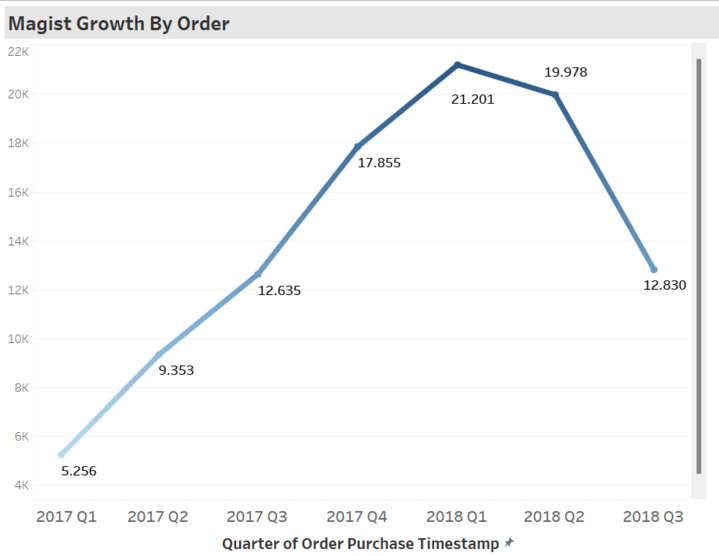 Magist Growth By Order
22K
20K
18K
16K
14K
12K
10K
8K
6K
4K
5.256
9.353
12.635
17.855
21.201
19.978
12.830
2017 Q1
2017 Q2
2017 Q3
2017 Q4
2018 Q1
2018 Q2
2018 Q3
Quarter of Order Purchase Timestamp